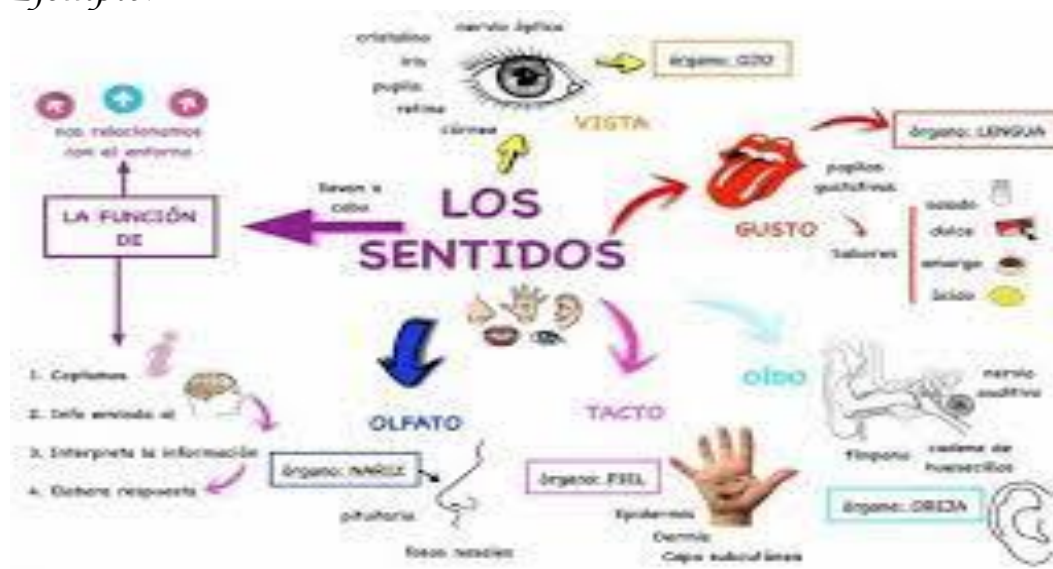 Ejemplo:
nervio óptico
cristalino
iris
pupila
retina
córnea
órgano: OJO
VISTA
órgano: LENGUA
papilas
gustativas
GUSTO
Sabores
salado
dulce
amargo
ácido
nos relacionamos
con el entorno
llevan a
cabo
LA FUNCIÓN
DE
LOS
SENTIDOS
1. Captamos
2. Info enviada al
3. Interpreta la información
4. Elabora respuesta
OLFATO
órgano: NARIZ
pituitaria
fosas nasales
TACTO
órgano: PIEL
Epidermis
Dermis
Capa subcutánea
OÍDO
nervio
auditivo
tímpano
cadena de
huesecillos
órgano: OREJA